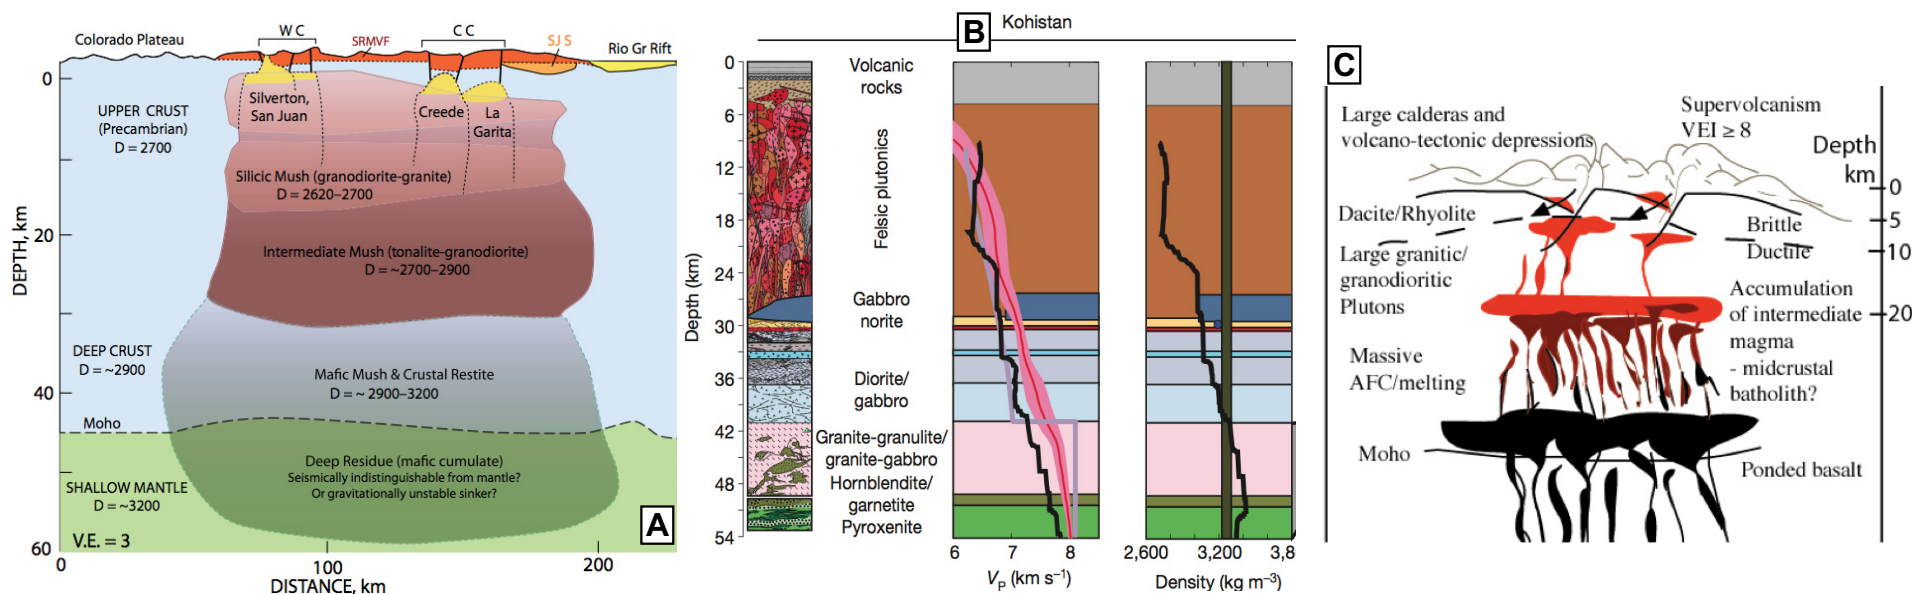 W C
C C
Colorado Plateau
SRMVF
SJ S
Rio Gr Rift
0
UPPER CRUST
(Precambrian)
D = 2700
Silverton,
San Juan
Creede
La
Garita
Silicic Mush (granodiorite-granite)
D = 2620–2700
DEPTH, km
20
Intermediate Mush (tonalite-granodiorite)
D = ~2700–2900
DEEP CRUST
D = ~2900
Mafic Mush & Crustal Restite
D = ~ 2900–3200
40
Moho
Deep Residue (mafic cumulate)
Seismically indistinguishable from mantle?
Or gravitationally unstable sinker?
SHALLOW MANTLE
D = ~3200
V.E. = 3
60
0
100
200
DISTANCE, km
A
B
Kohistan
Depth (km)
0
6
12
18
24
30
36
42
48
54
Volcanic
rocks
Felsic plutonics
Gabbro
norite
Diorite/
gabbro
Granite-granulite/
granite-gabbro
Hornblendite/
garnetite
Pyroxenite
6
7
8
VP (km s⁻¹)
2,600
3,200
3,8
Density (kg m⁻³)
C
Large calderas and
volcano-tectonic depressions
Supervolcanism
VEI ≥ 8
Depth
km
0
5
10
20
Dacite/Rhyolite
Brittle
Ductile
Large granitic/
granodioritic
Plutons
Accumulation
of intermediate
magma
- midcrustal
batholith?
Massive
AFC/melting
Moho
Ponded basalt